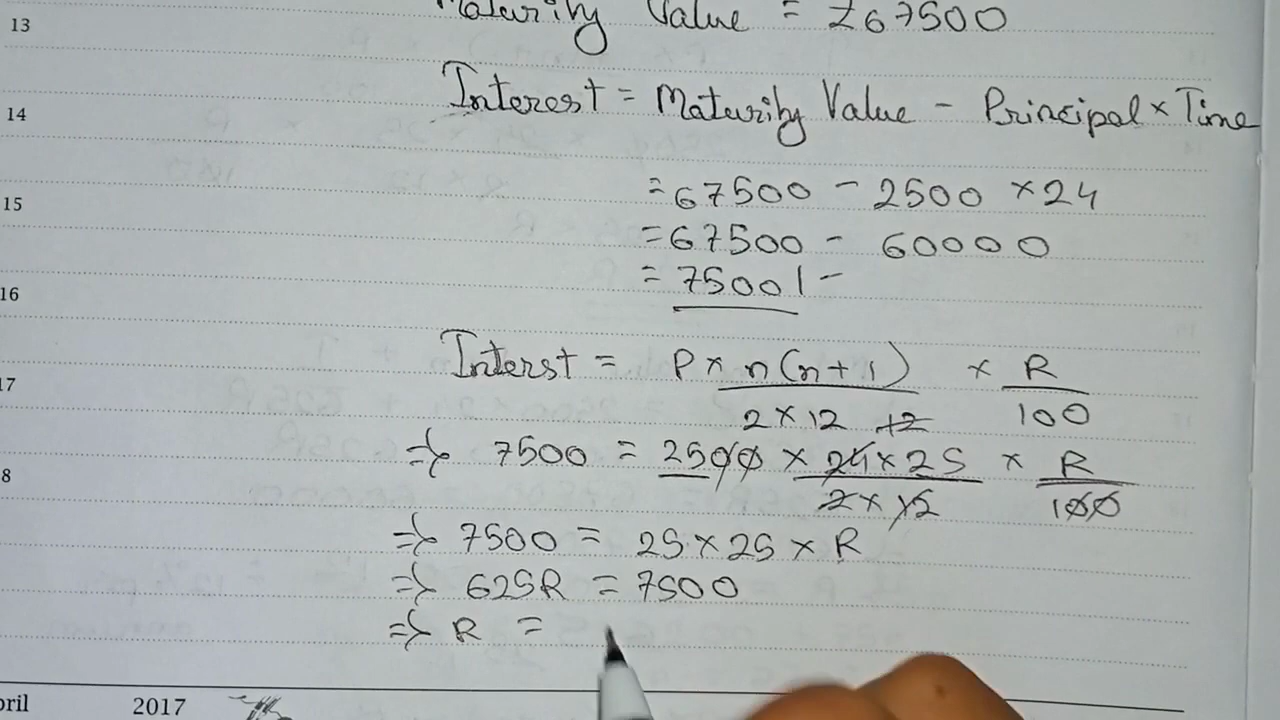 13
Maturity Value = ₹67500
Interest = Maturity Value - Principal × Time
14
= 67500 - 2500 × 24
15
= 67500 - 60000
= 7500/-
16
Interst = P × n(n+1) × R
17
2 × 12 100
=> 7500 = 2500 × 24×25 × R
8
2 × 12 100
=> 7500 = 25 × 25 × R
=> 625R = 7500
=> R =
pril 2017